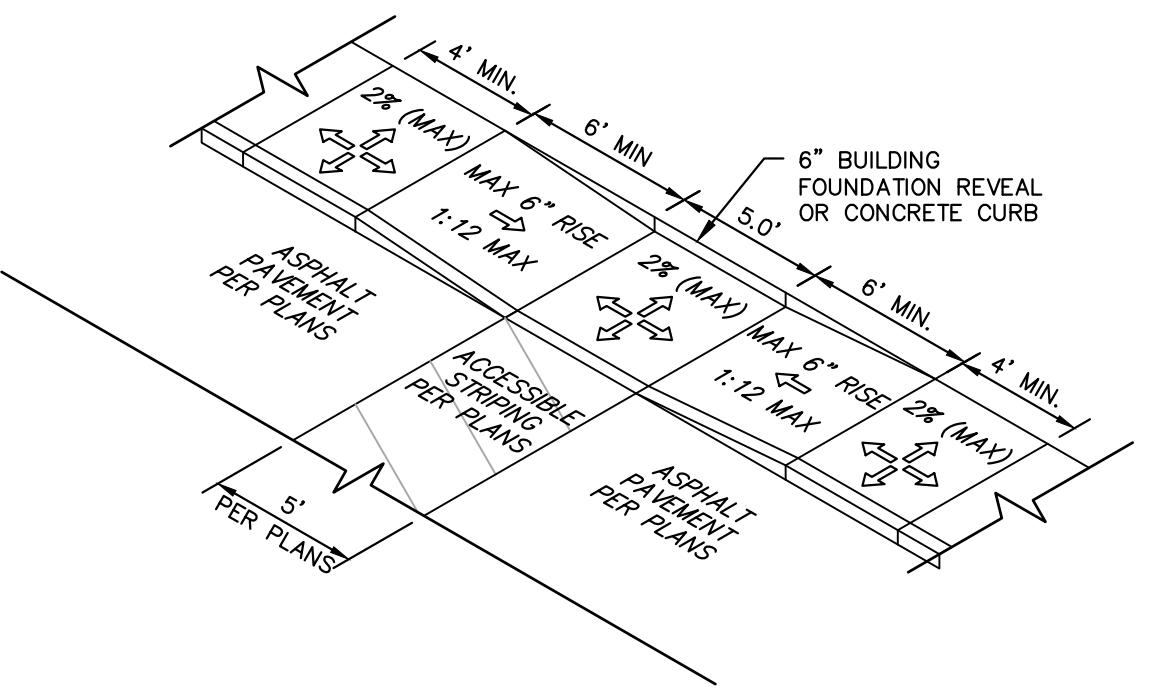 4' MIN.
6' MIN
5.0'
6' MIN.
4' MIN.
6" BUILDING
FOUNDATION REVEAL
OR CONCRETE CURB
2% (MAX)
MAX 6" RISE
1:12 MAX
2% (MAX)
MAX 6" RISE
1:12 MAX
2% (MAX)
ASPHALT
PAVEMENT
PER PLANS
ACCESSIBLE
STRIPING
PER PLANS
ASPHALT
PAVEMENT
PER PLANS
5'
PER PLANS